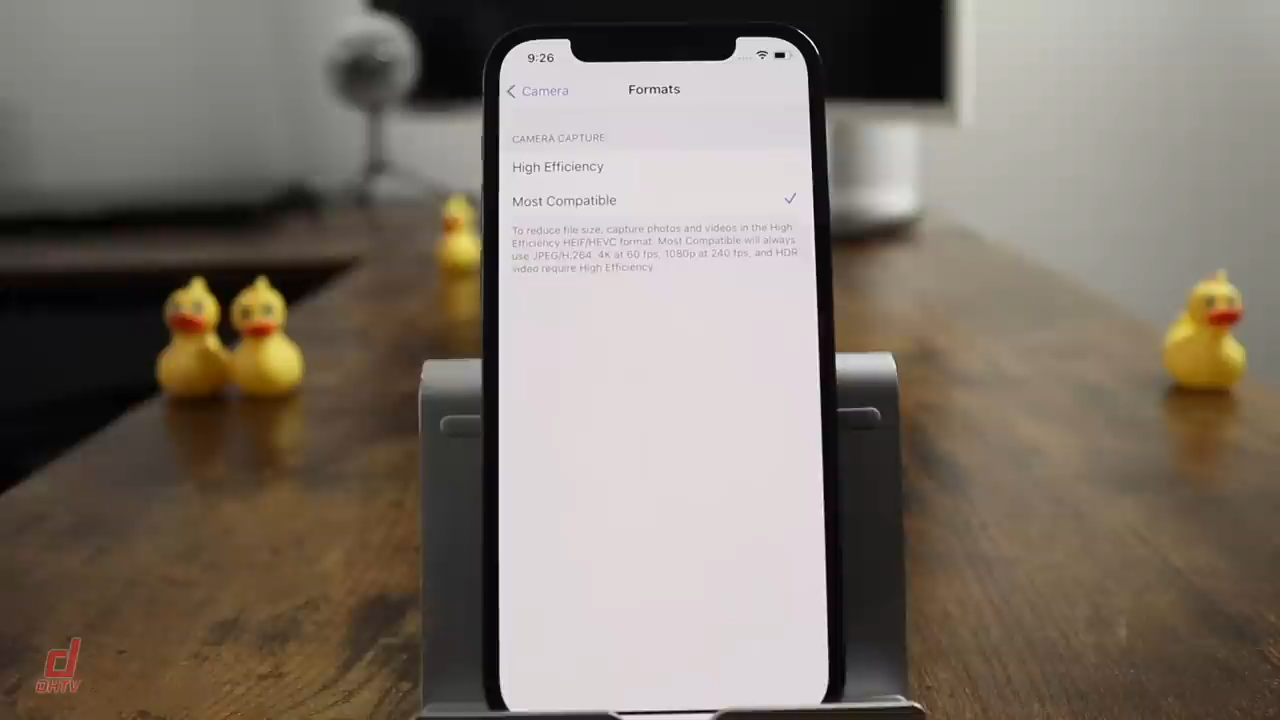 9:26
Camera
Formats
CAMERA CAPTURE
High Efficiency
Most Compatible
To reduce file size, capture photos and videos in the High
Efficiency HEIF/HEVC format. Most Compatible will always
use JPEG/H.264. 4K at 60 fps, 1080p at 240 fps, and HDR
video require High Efficiency.
d
DHTV